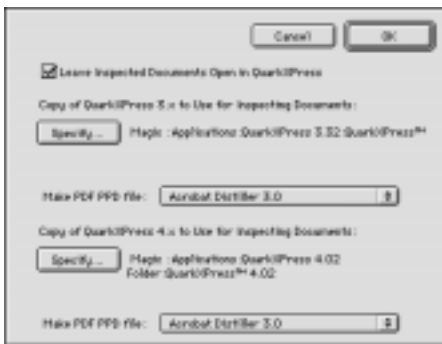 Cancel OK
Leave Inspected Documents Open in QuarkXPress
Copy of QuarkXPress 3.x to Use for Inspecting Documents:
Specify... Magic :Applications:QuarkXPress 3.32:QuarkXPress™
Make PDF PPD file: Acrobat Distiller 3.0
Copy of QuarkXPress 4.x to Use for Inspecting Documents:
Specify... Magic :Applications:QuarkXPress 4.02
Folder:QuarkXPress™ 4.02
Make PDF PPD file: Acrobat Distiller 3.0